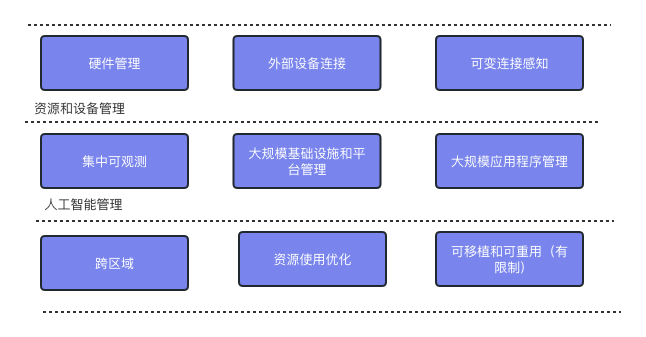 硬件管理
外部设备连接
可变连接感知
资源和设备管理
集中可观测
大规模基础设施和平
台管理
大规模应用程序管理
人工智能管理
跨区域
资源使用优化
可移植和可重用（有
限制）